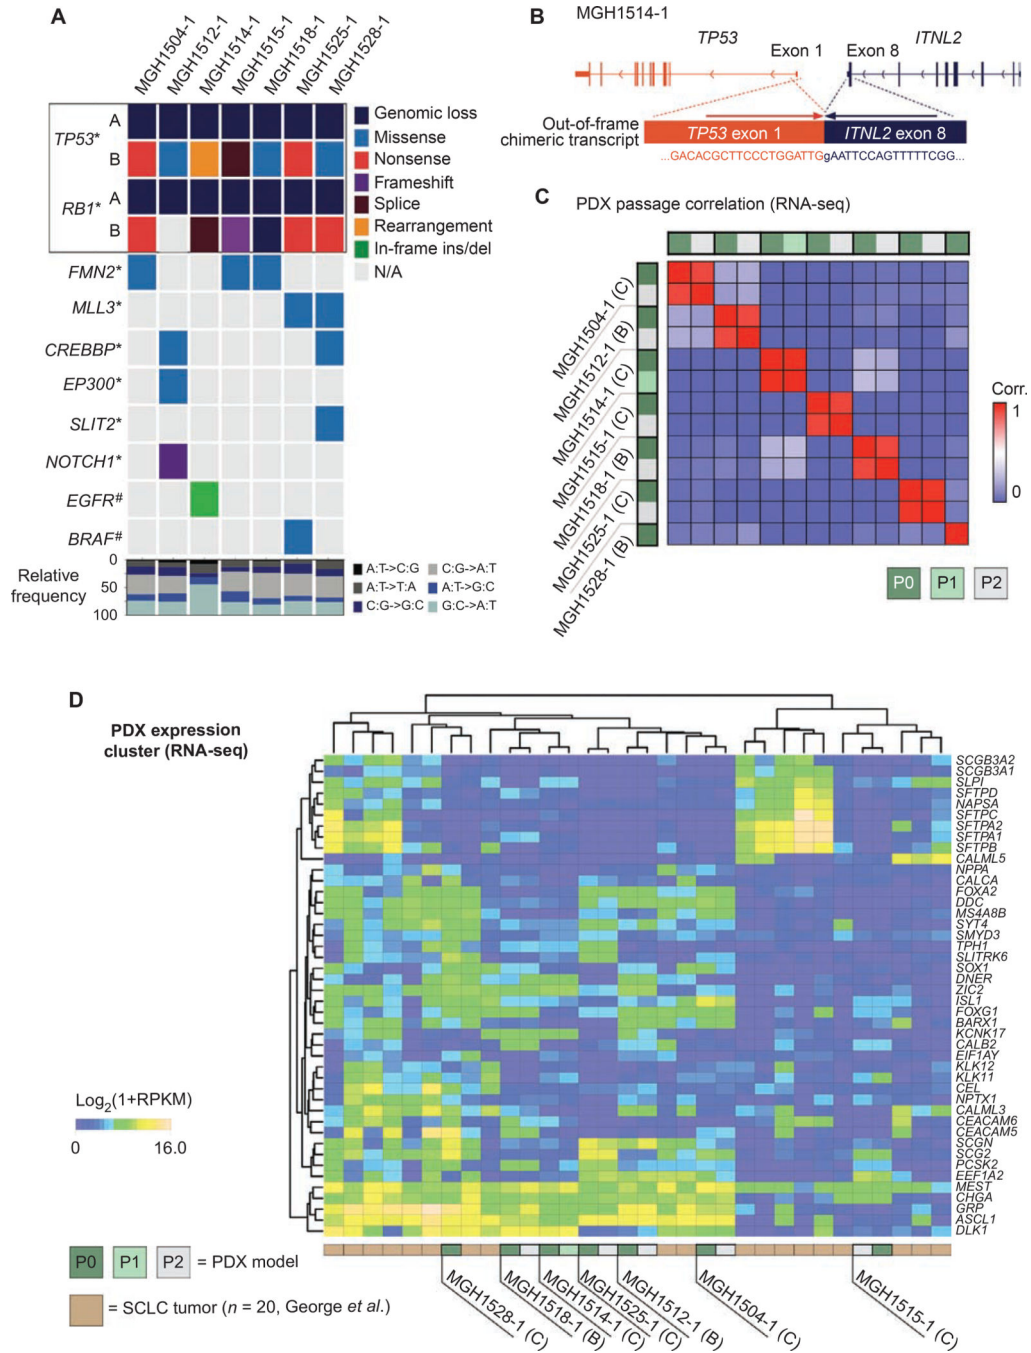 A
MGH1504-1
MGH1512-1
MGH1514-1
MGH1515-1
MGH1518-1
MGH1525-1
MGH1528-1
TP53*
A
B
RB1*
A
B
FMN2*
MLL3*
CREBBP*
EP300*
SLIT2*
NOTCH1*
EGFR#
BRAF#
Genomic loss
Missense
Nonsense
Frameshift
Splice
Rearrangement
In-frame ins/del
N/A
Relative
frequency
0
50
100
A:T->C:G
C:G->A:T
A:T->T:A
A:T->G:C
C:G->G:C
G:C->A:T
B
MGH1514-1
TP53
ITNL2
Exon 1
Exon 8
Out-of-frame
chimeric transcript
TP53 exon 1
ITNL2 exon 8
...GACACGCTTCCCTGGATTGgAATTCCAGTTTTTCGG...
C
PDX passage correlation (RNA-seq)
MGH1504-1 (C)
MGH1512-1 (B)
MGH1514-1 (C)
MGH1515-1 (C)
MGH1518-1 (B)
MGH1525-1 (C)
MGH1528-1 (B)
Corr.
1
0
P0
P1
P2
D
PDX expression
cluster (RNA-seq)
SCGB3A2
SCGB3A1
SLPI
SFTPD
NAPSA
SFTPC
SFTPA2
SFTPA1
SFTPB
CALML5
NPPA
CALCA
FOXA2
DDC
MS4A8B
SYT4
SMYD3
TPH1
SLITRK6
SOX1
DNER
ZIC2
ISL1
FOXG1
BARX1
KCNK17
CALB2
EIF1AY
KLK12
KLK11
CEL
NPTX1
CALML3
CEACAM6
CEACAM5
SCGN
SCG2
PCSK2
EEF1A2
MEST
CHGA
GRP
ASCL1
DLK1
Log2(1+RPKM)
0
16.0
P0
P1
P2
= PDX model
= SCLC tumor (n = 20, George et al.)
MGH1528-1 (C)
MGH1518-1 (B)
MGH1514-1 (C)
MGH1525-1 (C)
MGH1512-1 (B)
MGH1504-1 (C)
MGH1515-1 (C)